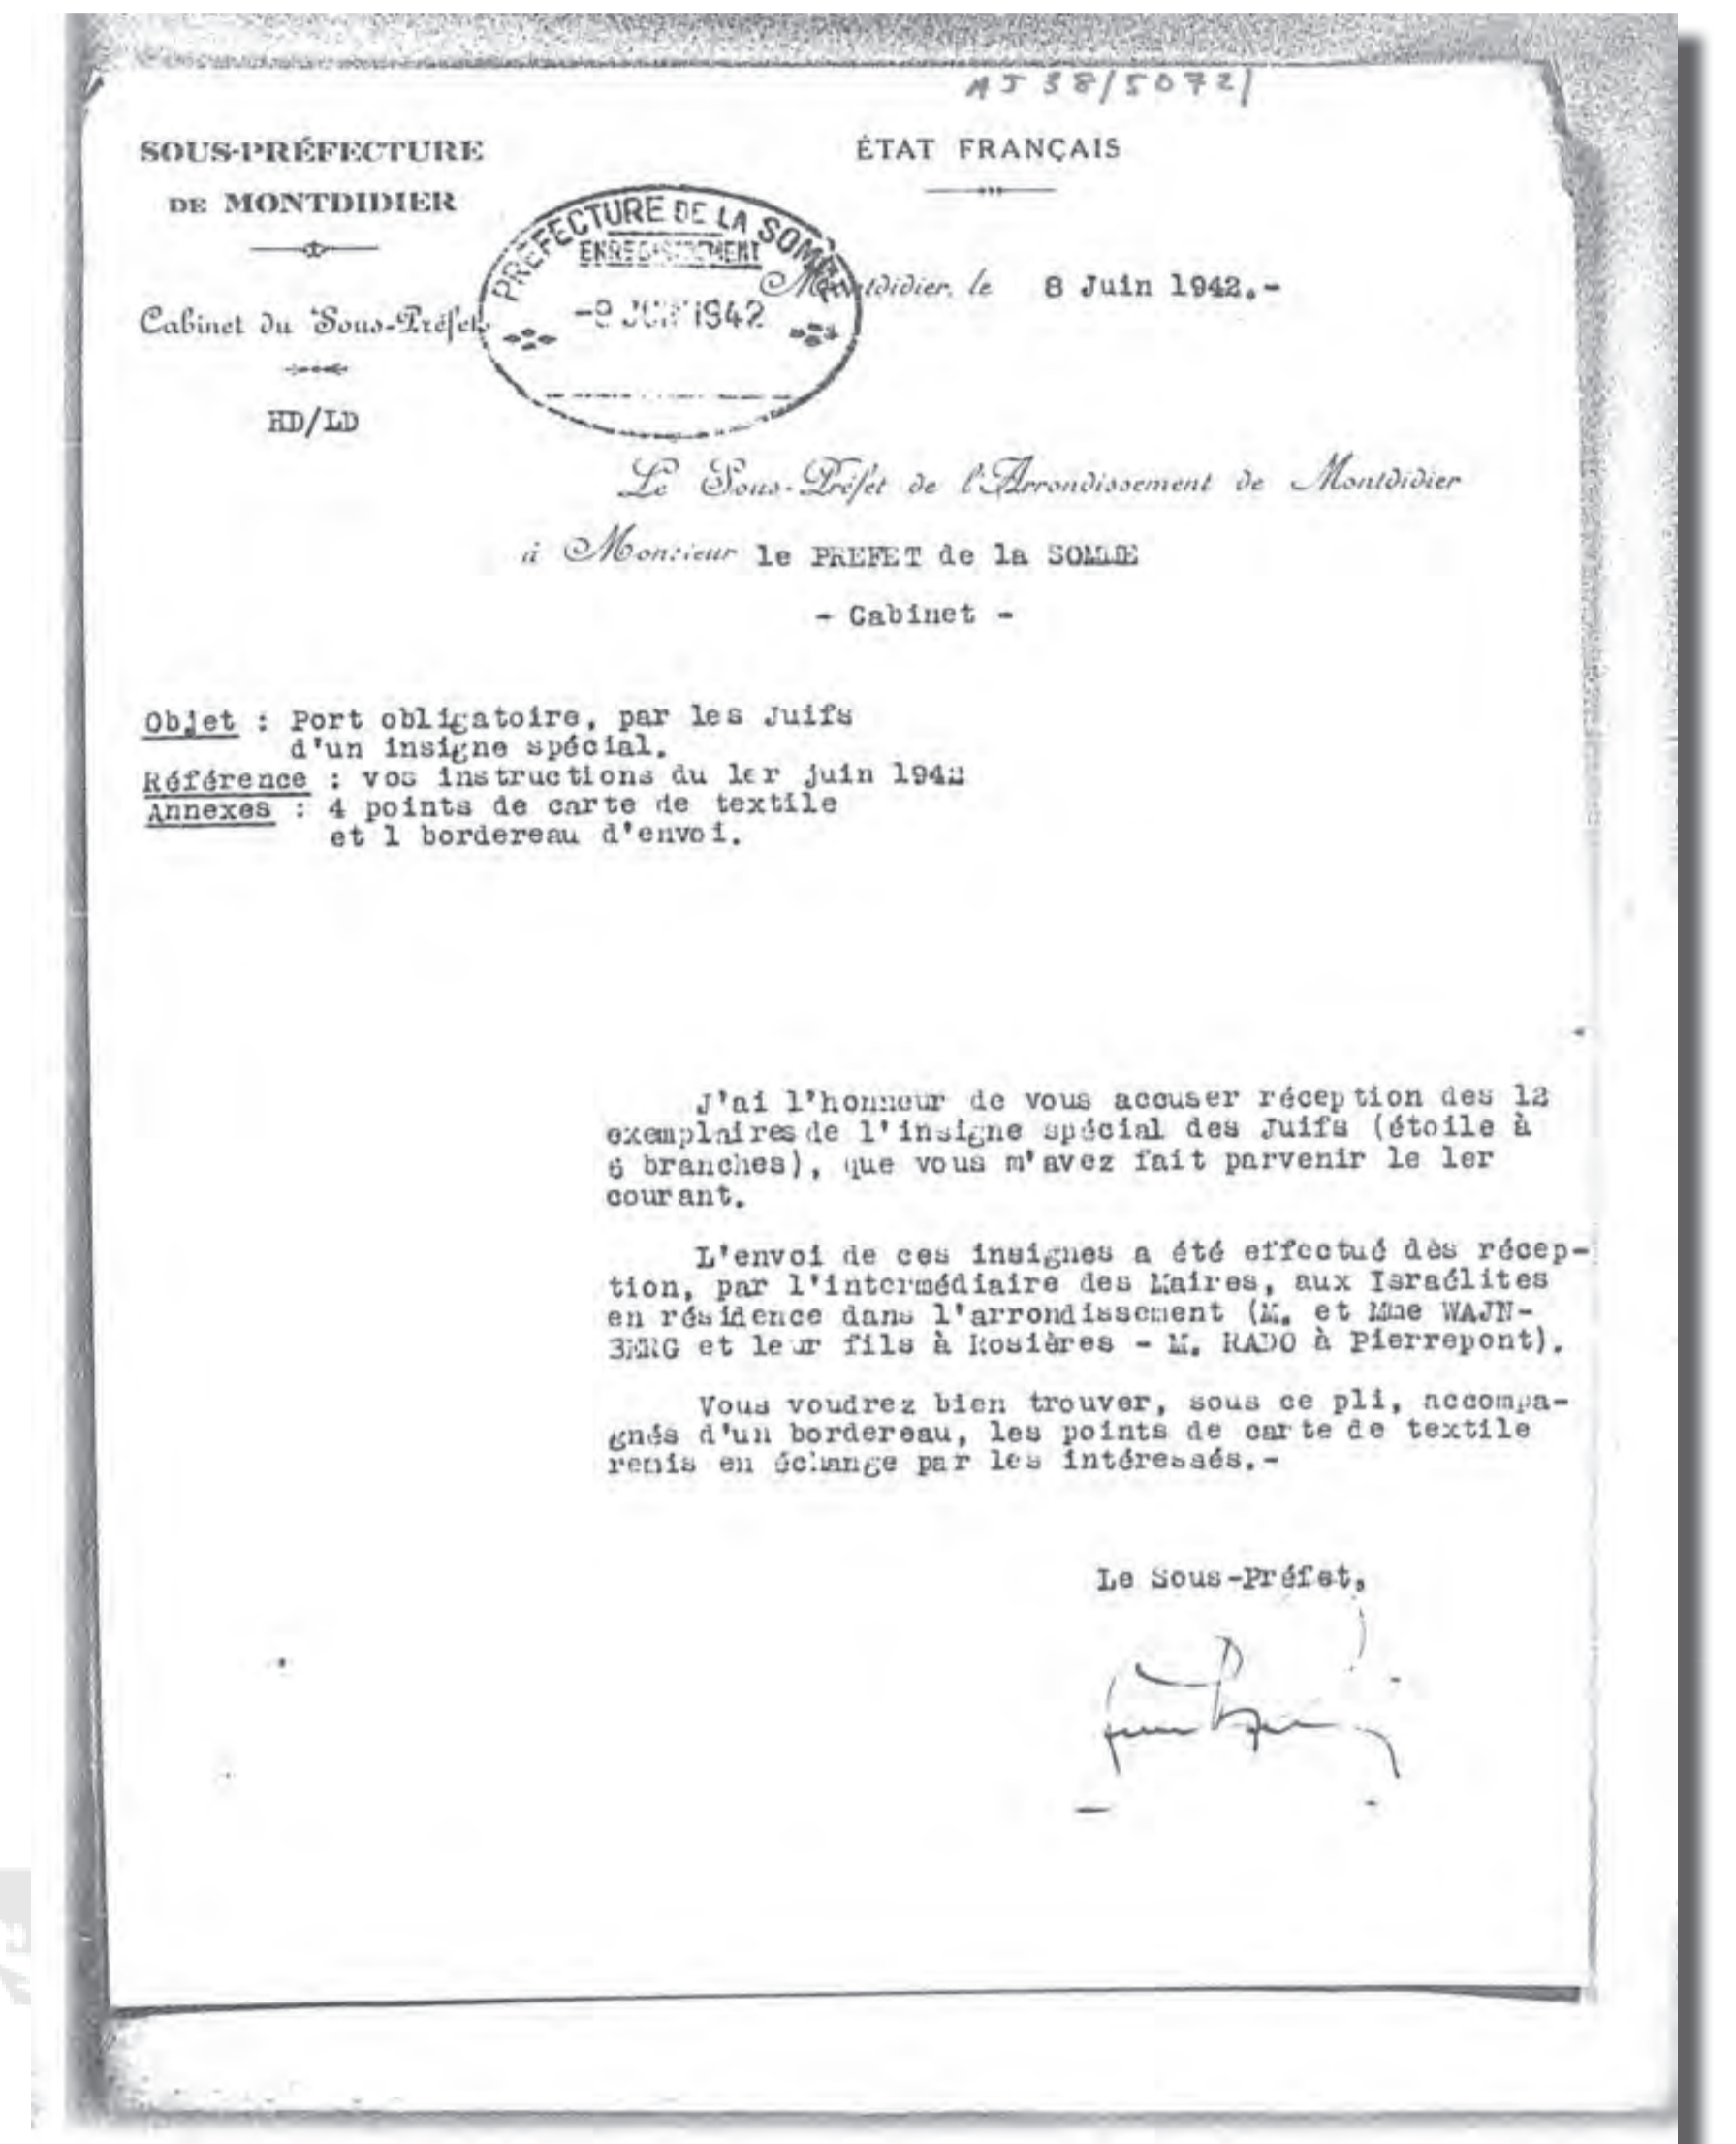 AJ 38/5072/
SOUS-PRÉFECTURE
DE MONTDIDIER
ÉTAT FRANÇAIS
PRÉFECTURE DE LA SOMME
ENREGISTREMENT
-9 JUIN 1942
Montdidier, le 8 Juin 1942.-
Cabinet du Sous-Préfet
HD/LD
Le Sous-Préfet de l'Arrondissement de Montdidier
à Monsieur le PREFET de la SOMME
- Cabinet -
Objet : Port obligatoire, par les Juifs
d'un insigne spécial.
Référence : vos instructions du 1er juin 1942
Annexes : 4 points de carte de textile
et 1 bordereau d'envoi.
J'ai l'honneur de vous accuser réception des 12
exemplaires de l'insigne spécial des Juifs (étoile à
6 branches), que vous m'avez fait parvenir le 1er
courant.
L'envoi de ces insignes a été effectué dès récep-
tion, par l'intermédiaire des Maires, aux Israélites
en résidence dans l'arrondissement (M. et Mme WAJN-
BERG et leur fils à Rosières - M. RADO à Pierrepont).
Vous voudrez bien trouver, sous ce pli, accompa-
gnés d'un bordereau, les points de carte de textile
remis en échange par les intéressés.-
Le Sous-Préfet,